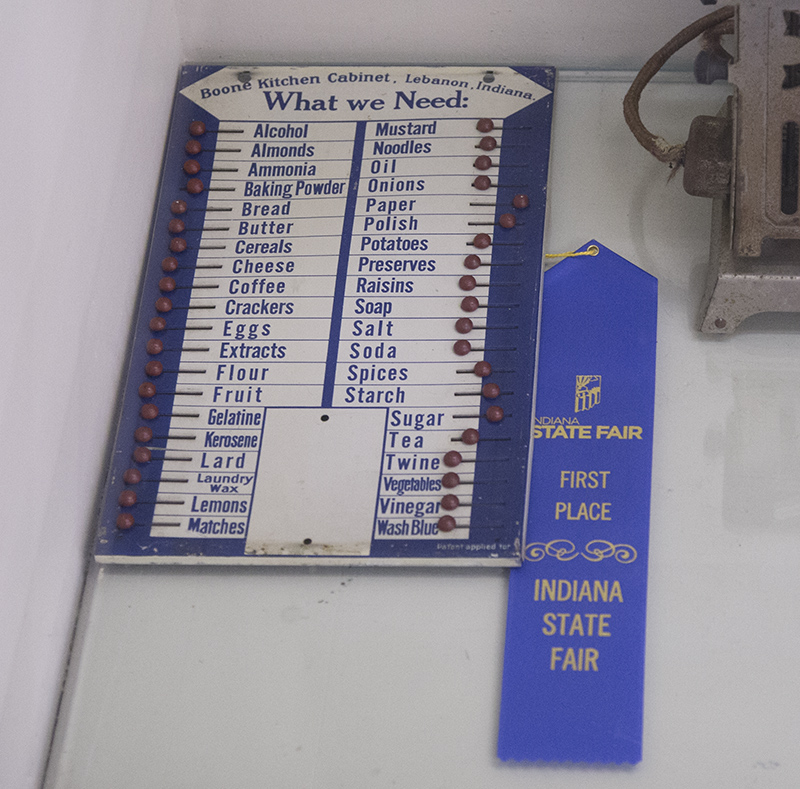 Boone Kitchen Cabinet, Lebanon, Indiana.
What we Need:
Alcohol
Almonds
Ammonia
Baking Powder
Bread
Butter
Cereals
Cheese
Coffee
Crackers
Eggs
Extracts
Flour
Fruit
Gelatine
Kerosene
Lard
Laundry
Wax
Lemons
Matches
Mustard
Noodles
Oil
Onions
Paper
Polish
Potatoes
Preserves
Raisins
Soap
Salt
Soda
Spices
Starch
Sugar
Tea
Twine
Vegetables
Vinegar
Wash Blue
Patent applied for
INDIANA
STATE FAIR
FIRST
PLACE
INDIANA
STATE
FAIR